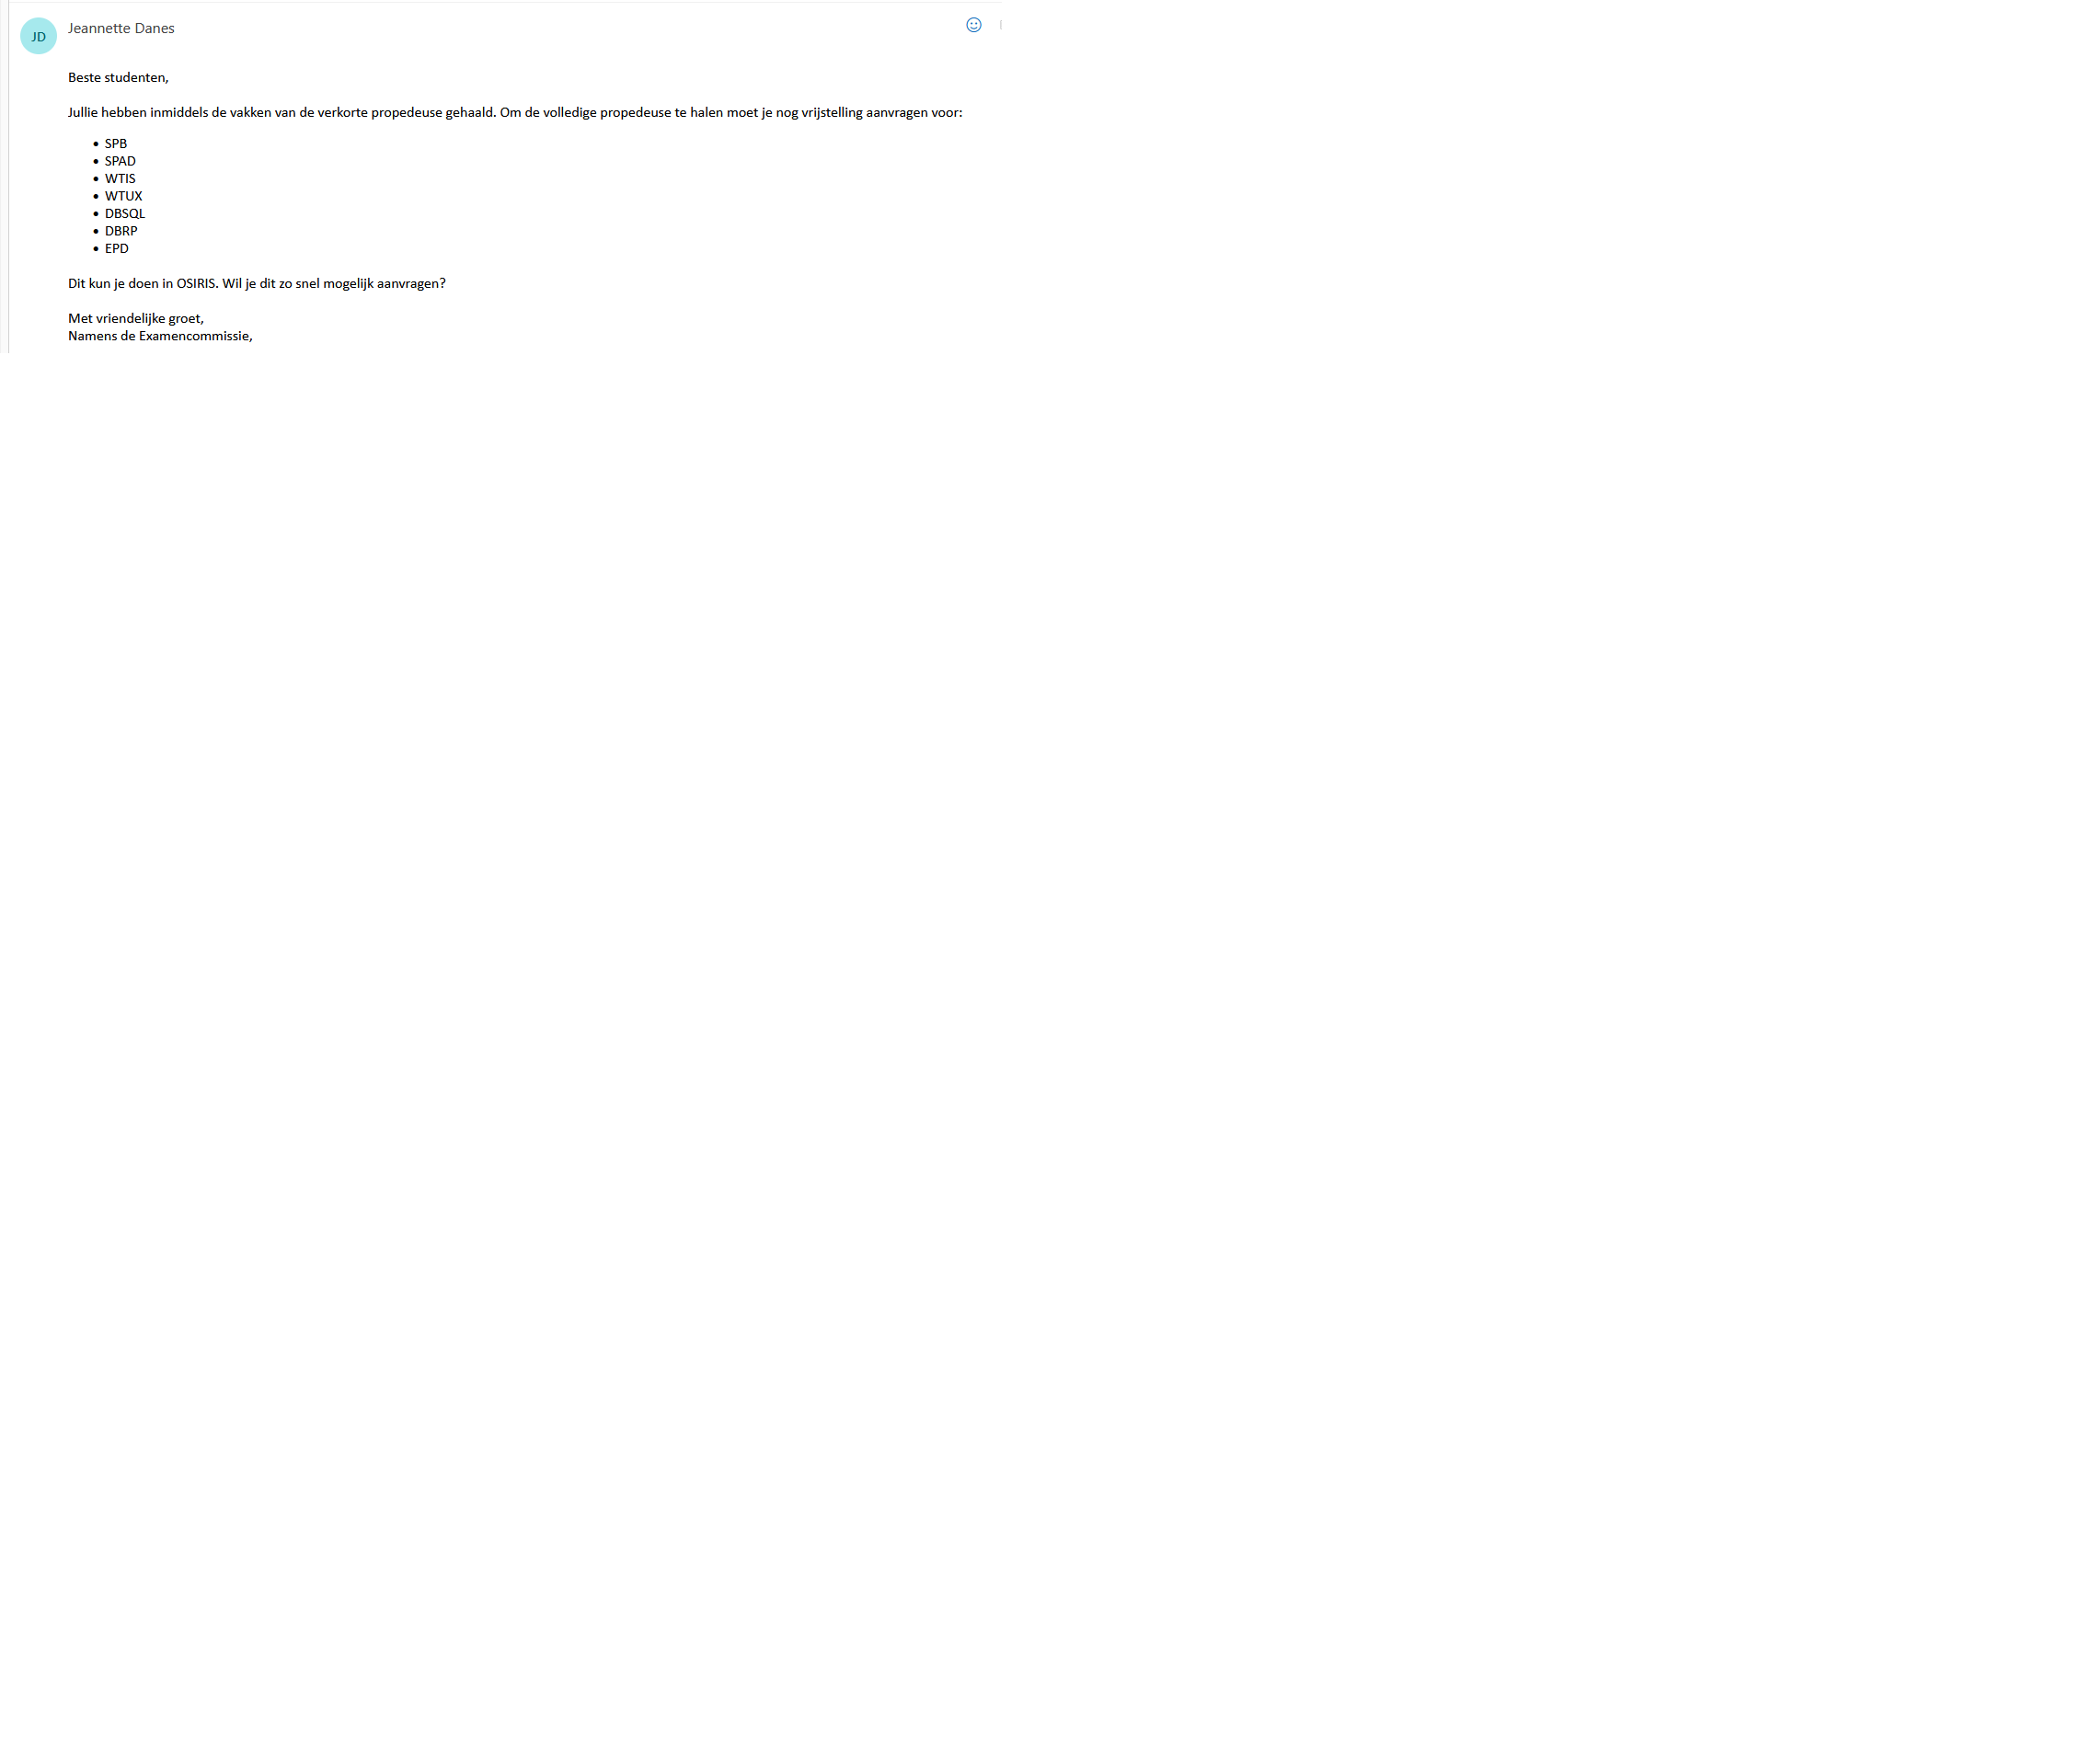 JD
Jeannette Danes
Beste studenten,
Jullie hebben inmiddels de vakken van de verkorte propedeuse gehaald. Om de volledige propedeuse te halen moet je nog vrijstelling aanvragen voor:
• SPB
• SPAD
• WTIS
• WTUX
• DBSQL
• DBRP
• EPD
Dit kun je doen in OSIRIS. Wil je dit zo snel mogelijk aanvragen?
Met vriendelijke groet,
Namens de Examencommissie,